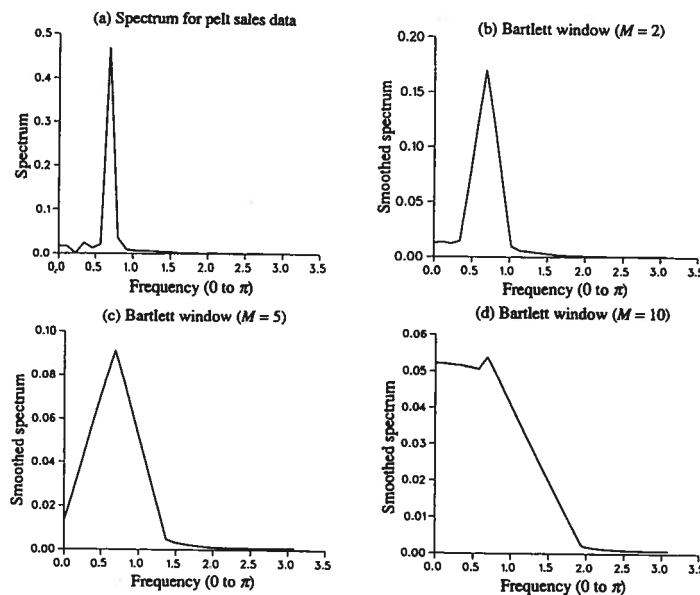 (a) Spectrum for pelt sales data
Spectrum
0.5
0.4
0.3
0.2
0.1
0.0
0.0 0.5 1.0 1.5 2.0 2.5 3.0 3.5
Frequency (0 to π)
(b) Bartlett window (M = 2)
Smoothed spectrum
0.20
0.15
0.10
0.05
0.00
0.0 0.5 1.0 1.5 2.0 2.5 3.0 3.5
Frequency (0 to π)
(c) Bartlett window (M = 5)
Smoothed spectrum
0.10
0.08
0.06
0.04
0.02
0.00
0.0 0.5 1.0 1.5 2.0 2.5 3.0 3.5
Frequency (0 to π)
(d) Bartlett window (M = 10)
Smoothed spectrum
0.06
0.05
0.04
0.03
0.02
0.01
0.00
0.0 0.5 1.0 1.5 2.0 2.5 3.0 3.5
Frequency (0 to π)